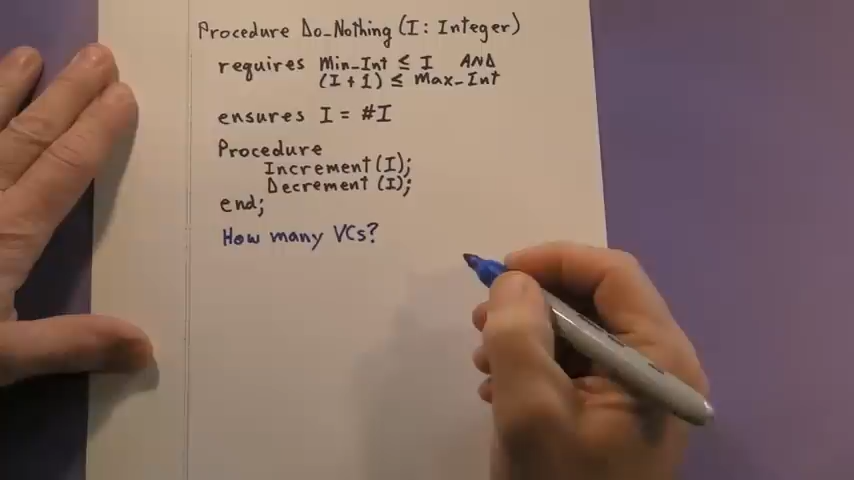 Procedure Do_Nothing (I: Integer)
requires Min_Int ≤ I AND
(I + 1) ≤ Max_Int
ensures I = #I
Procedure
Increment (I);
Decrement (I);
end;
How many VCs?